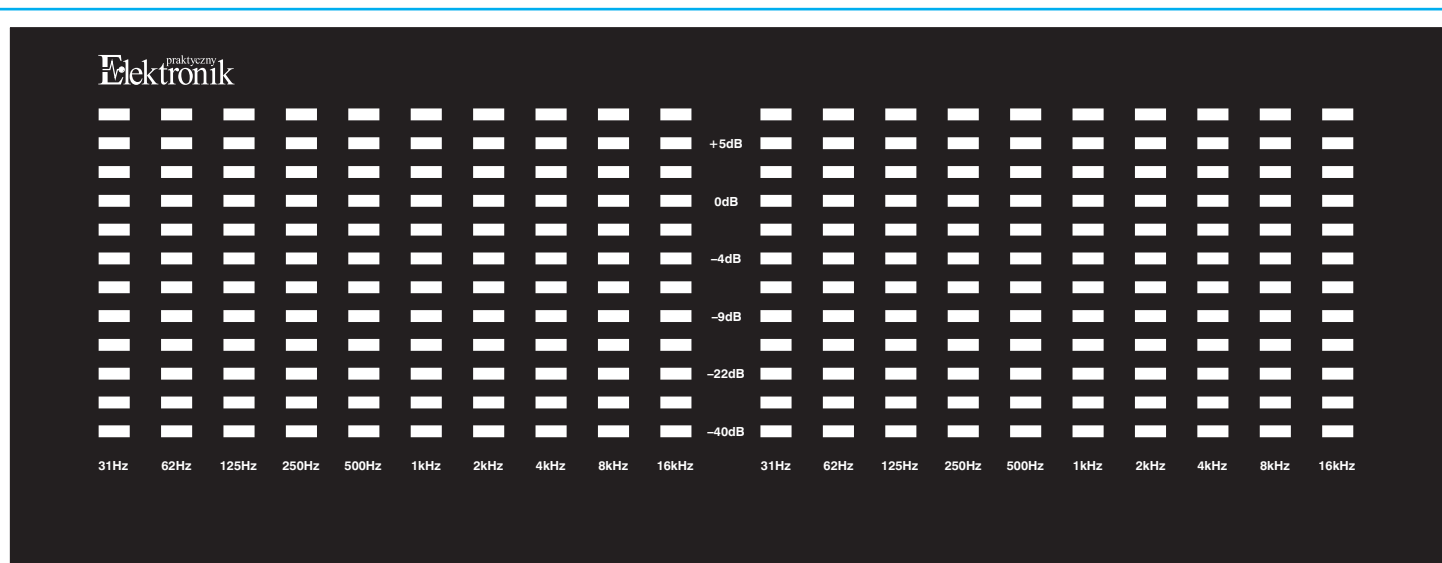 praktyczny
Elektronik
+5dB
0dB
–4dB
–9dB
–22dB
–40dB
31Hz 62Hz 125Hz 250Hz 500Hz 1kHz 2kHz 4kHz 8kHz 16kHz 31Hz 62Hz 125Hz 250Hz 500Hz 1kHz 2kHz 4kHz 8kHz 16kHz